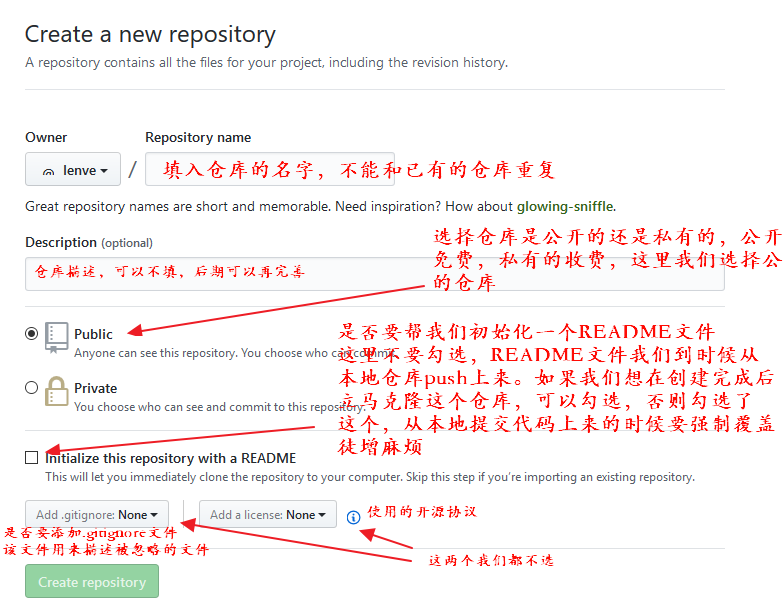 Create a new repository
A repository contains all the files for your project, including the revision history.
Owner
Repository name
lenve
/
填入仓库的名字，不能和已有的仓库重复
Great repository names are short and memorable. Need inspiration? How about glowing-sniffle.
Description (optional)
仓库描述，可以不填，后期可以再完善
选择仓库是公开的还是私有的，公开
免费，私有的收费，这里我们选择公
的仓库
Public
Anyone can see this repository. You choose who can commit.
Private
You choose who can see and commit to this repository.
是否要帮我们初始化一个README文件
这里不要勾选，README文件我们到时候从
本地仓库push上来。如果我们想在创建完成后
立马克隆这个仓库，可以勾选，否则勾选了
这个，从本地提交代码上来的时候要强制覆盖
徒增麻烦
Initialize this repository with a README
This will let you immediately clone the repository to your computer. Skip this step if you’re importing an existing repository.
Add .gitignore: None
Add a license: None
使用的开源协议
是否要添加.gitignore文件
该文件用来描述被忽略的文件
这两个我们都不选
Create repository